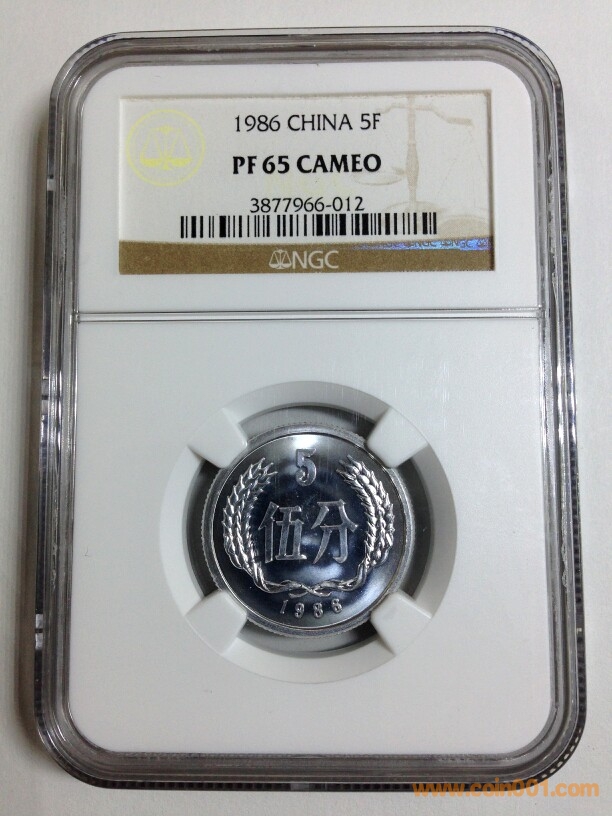 1986 CHINA 5F
PF 65 CAMEO
3877966-012
NGC
5
伍分
1986
www.coin001.com